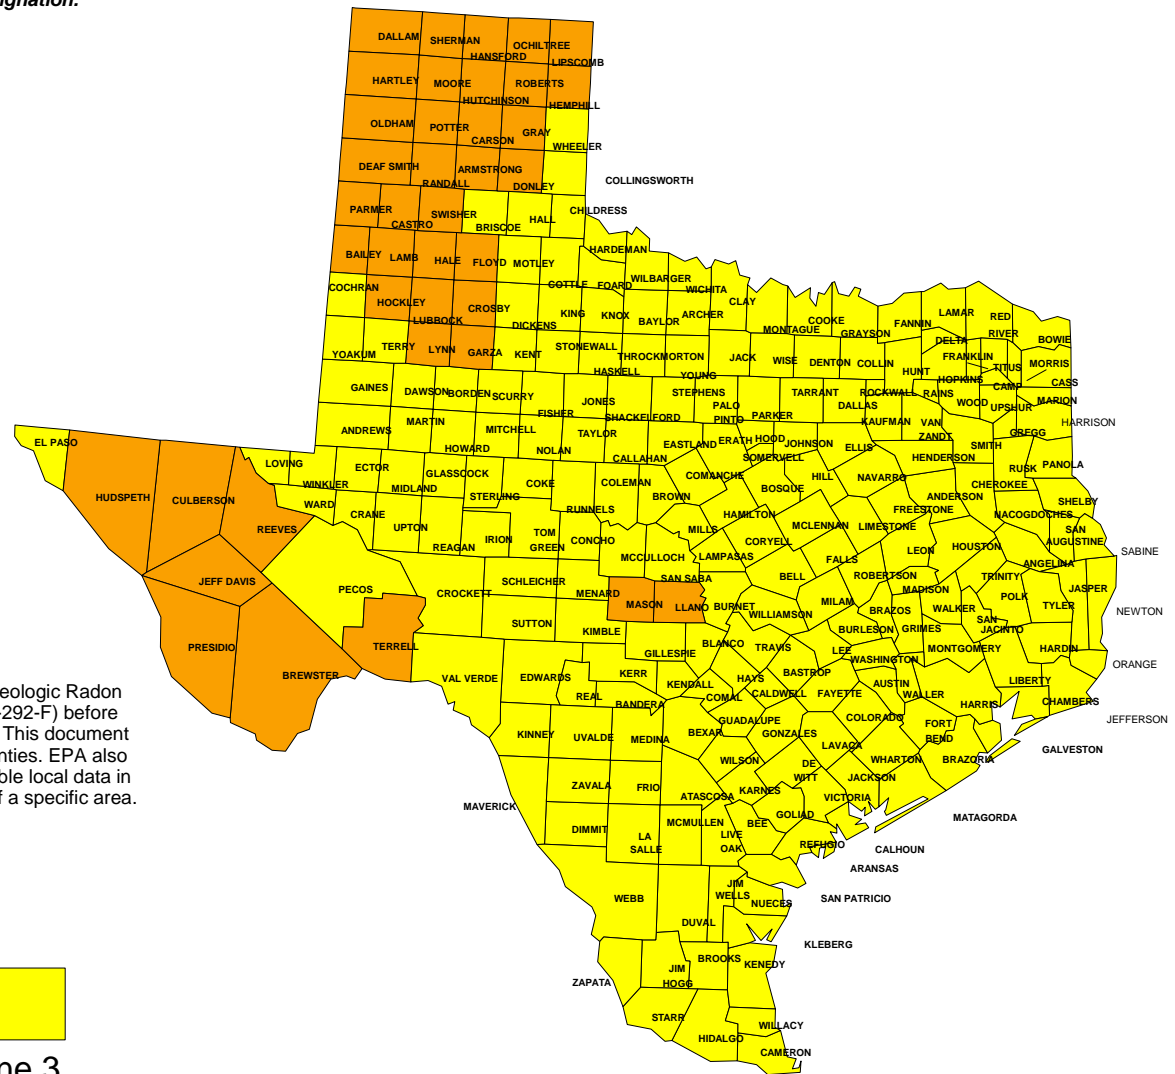 ignation.
DALLAM SHERMAN HANSFORD OCHILTREE LIPSCOMB
HARTLEY MOORE HUTCHINSON ROBERTS HEMPHILL
OLDHAM POTTER CARSON GRAY WHEELER
DEAF SMITH RANDALL ARMSTRONG DONLEY COLLINGSWORTH
PARMER CASTRO SWISHER BRISCOE HALL CHILDRESS
BAILEY LAMB HALE FLOYD MOTLEY COTTLE FOARD HARDEMAN WILBARGER WICHITA CLAY
COCHRAN HOCKLEY LUBBOCK CROSBY DICKENS KING KNOX BAYLOR ARCHER MONTAGUE COOKE GRAYSON FANNIN LAMAR RED
RIVER BOWIE
YOAKUM TERRY LYNN GARZA KENT STONEWALL HASKELL THROCKMORTON YOUNG JACK WISE DENTON COLLIN HUNT DELTA HOPKINS FRANKLIN TITUS MORRIS CASS
GAINES DAWSON BORDEN SCURRY FISHER JONES SHACKELFORD STEPHENS PALO
PINTO PARKER TARRANT DALLAS ROCKWALL RAINS WOOD CAMP UPSHUR MARION
ANDREWS MARTIN HOWARD MITCHELL NOLAN TAYLOR CALLAHAN EASTLAND ERATH HOOD SOMERVELL JOHNSON ELLIS KAUFMAN VAN
ZANDT HENDERSON SMITH GREGG HARRISON
EL PASO LOVING WINKLER ECTOR MIDLAND GLASSCOCK STERLING COKE RUNNELS COLEMAN BROWN COMANCHE BOSQUE HILL NAVARRO ANDERSON CHEROKEE RUSK PANOLA
HUDSPETH CULBERSON REEVES WARD CRANE UPTON REAGAN IRION TOM
GREEN CONCHO MILLS HAMILTON CORYELL MCLENNAN LIMESTONE FREESTONE NACOGDOCHES SHELBY
SAN
AUGUSTINE SABINE
JEFF DAVIS PECOS CROCKETT SCHLEICHER MENARD MCCULLOCH SAN SABA LAMPASAS BELL FALLS ROBERTSON LEON HOUSTON TRINITY ANGELINA JASPER
MADISON POLK TYLER NEWTON
PRESIDIO BREWSTER TERRELL SUTTON KIMBLE MASON LLANO BURNET WILLIAMSON MILAM BRAZOS BURLESON GRIMES WALKER SAN
JACINTO HARDIN ORANGE
VAL VERDE EDWARDS REAL KERR GILLESPIE KENDALL BANDERA BLANCO HAYS TRAVIS BASTROP LEE WASHINGTON MONTGOMERY LIBERTY
COMAL CALDWELL FAYETTE AUSTIN WALLER HARRIS CHAMBERS JEFFERSON
KINNEY UVALDE MEDINA BEXAR GUADALUPE GONZALES LAVACA COLORADO FORT
BEND BRAZORIA GALVESTON
MAVERICK ZAVALA FRIO ATASCOSA WILSON KARNES DE
WITT JACKSON WHARTON MATAGORDA
DIMMIT LA
SALLE MCMULLEN LIVE
OAK BEE GOLIAD VICTORIA REFUGIO CALHOUN
ARANSAS
WEBB DUVAL JIM
WELLS NUECES SAN PATRICIO
KLEBERG
ZAPATA JIM
HOGG BROOKS KENEDY
STARR HIDALGO WILLACY
CAMERON
eologic Radon
-292-F) before
This document
nties. EPA also
ble local data in
f a specific area.
ne 3